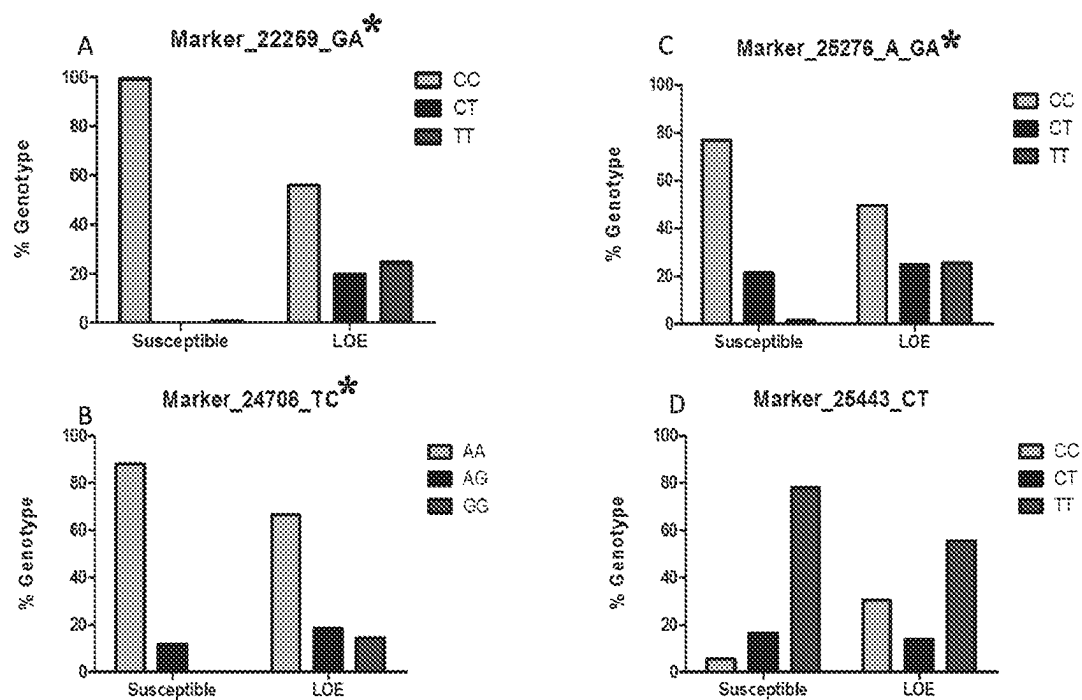 A
Marker_22269_GA*
% Genotype
100
80
60
40
20
0
Susceptible
LOE
CC
CT
TT
C
Marker_25276_A_GA*
% Genotype
100
80
60
40
20
0
Susceptible
LOE
CC
CT
TT
B
Marker_24708_TC*
% Genotype
100
80
60
40
20
0
Susceptible
LOE
AA
AG
GG
D
Marker_25443_CT
% Genotype
100
80
60
40
20
0
Susceptible
LOE
CC
CT
TT